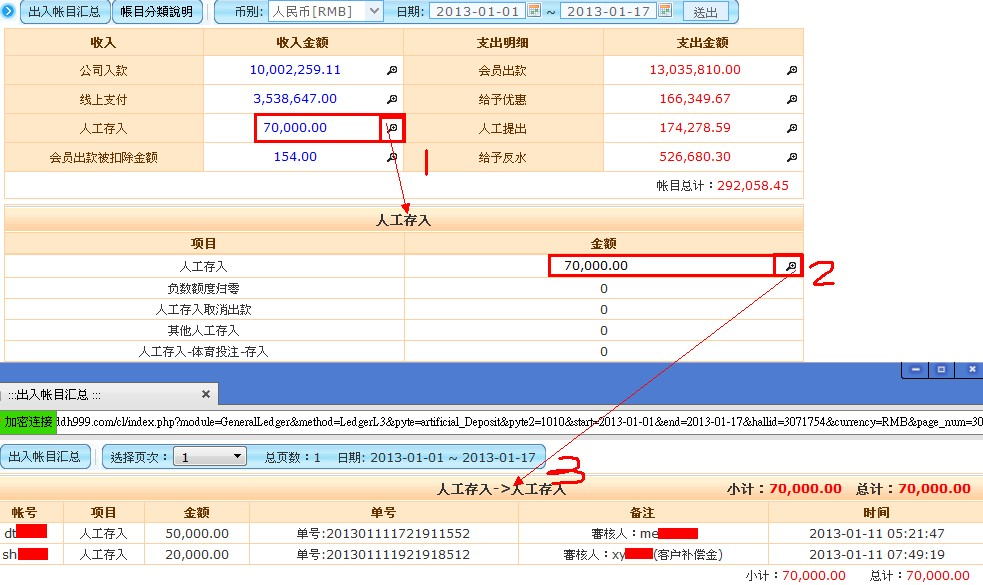 出入帐目汇总 帳目分類說明 币别: 人民币[RMB] 日期: 2013-01-01 ~ 2013-01-17 送出
收入 收入金额 支出明细 支出金额
公司入款 10,002,259.11 会员出款 13,035,810.00
线上支付 3,538,647.00 给予优惠 166,349.67
人工存入 70,000.00 人工提出 174,278.59
会员出款被扣除金额 154.00 给予反水 526,680.30
1
帐目总计：292,058.45
人工存入
项目 金额
人工存入 70,000.00
2
负数额度归零 0
人工存入取消出款 0
其他人工存入 0
人工存入-体育投注-存入 0
:::出入帐目汇总 :::
加密连接 ldh999.com/cl/index.php?module=GeneralLedger&method=LedgerL3&pyte=artificial_Deposit&pyte2=1010&start=2013-01-01&end=2013-01-17&hallid=3071754&currency=RMB&page_num=30
出入帐目汇总 选择页次： 1 总页数：1 日期: 2013-01-01 ~ 2013-01-17
3
人工存入->人工存入 小计：70,000.00 总计：70,000.00
帐号 项目 金额 单号 备注 时间
dt 人工存入 50,000.00 单号:201301111721911552 審核人：me 2013-01-11 05:21:47
sh 人工存入 20,000.00 单号:201301111921918512 審核人：xy (客户补偿金) 2013-01-11 07:49:19
小计：70,000.00 总计：70,000.00